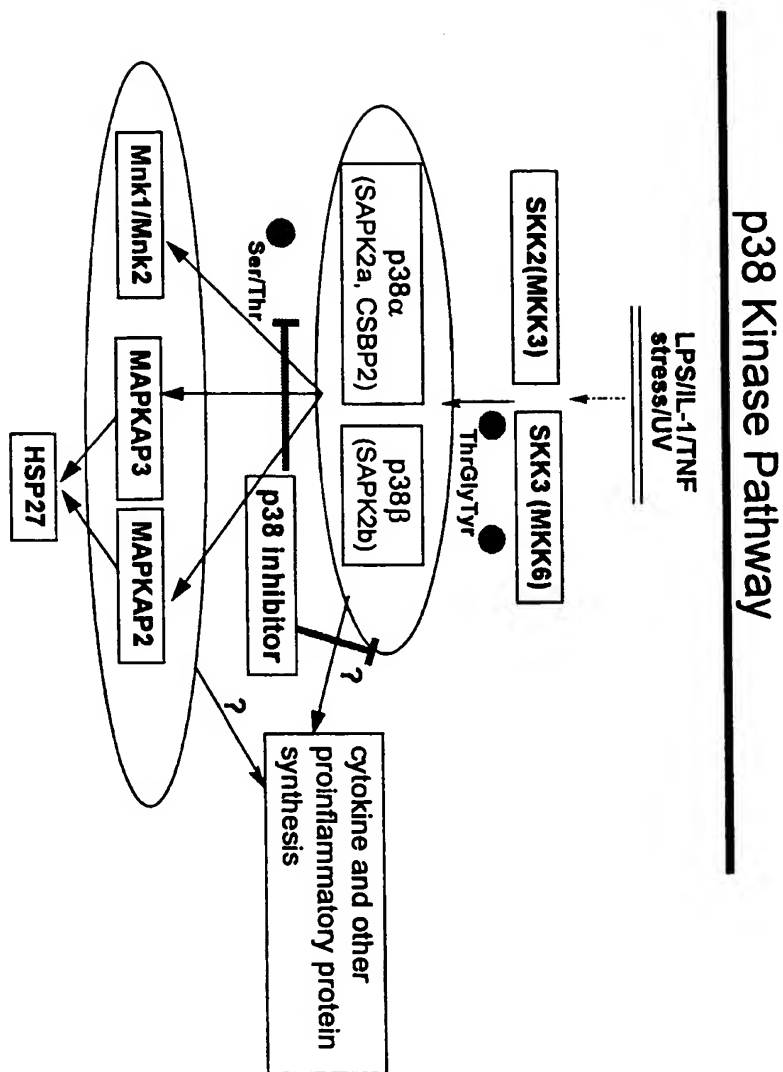 p38 Kinase Pathway
LPS/IL-1/TNF
stress/UV
SKK2(MKK3)
SKK3 (MKK6)
ThrGlyTyr
p38α
(SAPK2a, CSBP2)
p38β
(SAPK2b)
Ser/Thr
p38 inhibitor
?
?
cytokine and other
proinflammatory protein
synthesis
Mnk1/Mnk2
MAPKAP3
MAPKAP2
HSP27